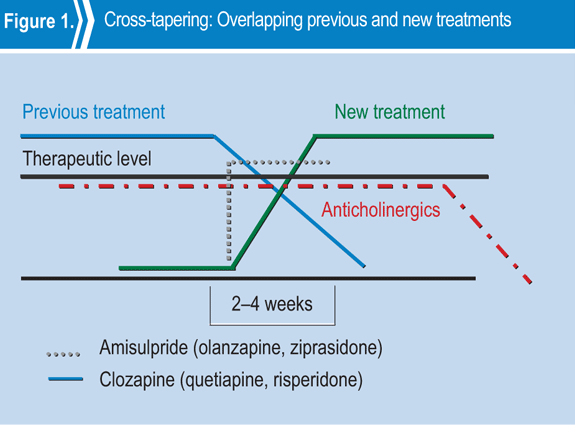 Figure 1.
Cross-tapering: Overlapping previous and new treatments
Previous treatment
New treatment
Therapeutic level
Anticholinergics
2–4 weeks
Amisulpride (olanzapine, ziprasidone)
Clozapine (quetiapine, risperidone)